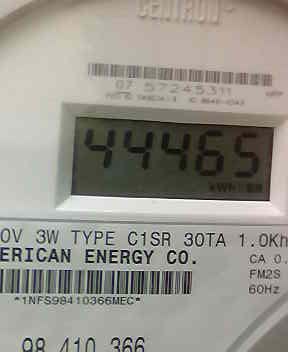 CENTRON
07 57245311
44465
kWh
0V 3W TYPE C1SR 30TA 1.0Kh
ERICAN ENERGY CO.
CA 0.
FM2S
60Hz
*1NFS98410366MEC*
98 410 366